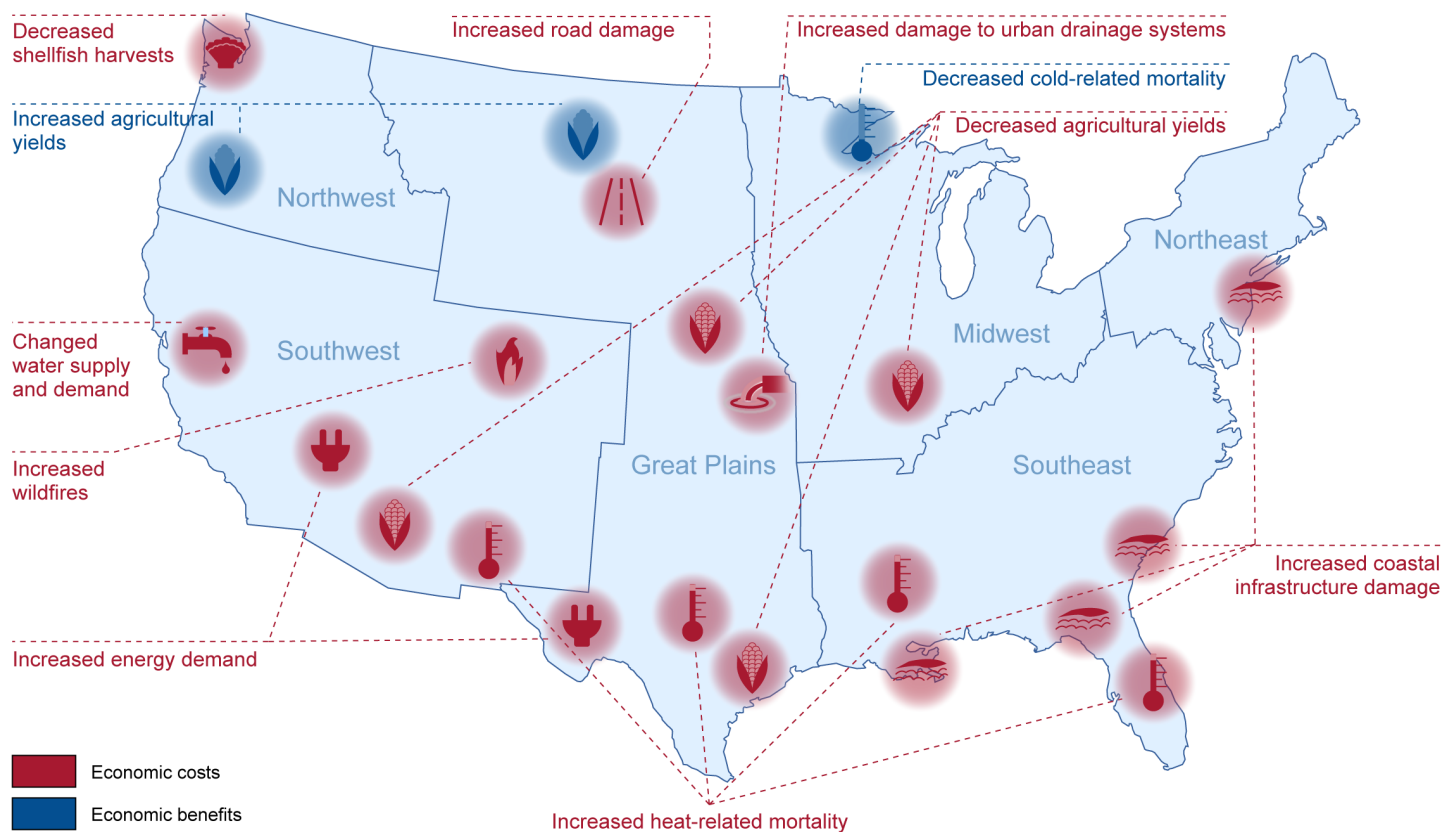 Decreased
shellfish harvests
Increased road damage
Increased damage to urban drainage systems
Decreased cold-related mortality
Increased agricultural
yields
Decreased agricultural yields
Northwest
Northeast
Changed
water supply
and demand
Southwest
Midwest
Increased
wildfires
Great Plains
Southeast
Increased coastal
infrastructure damage
Increased energy demand
Economic costs
Economic benefits
Increased heat-related mortality